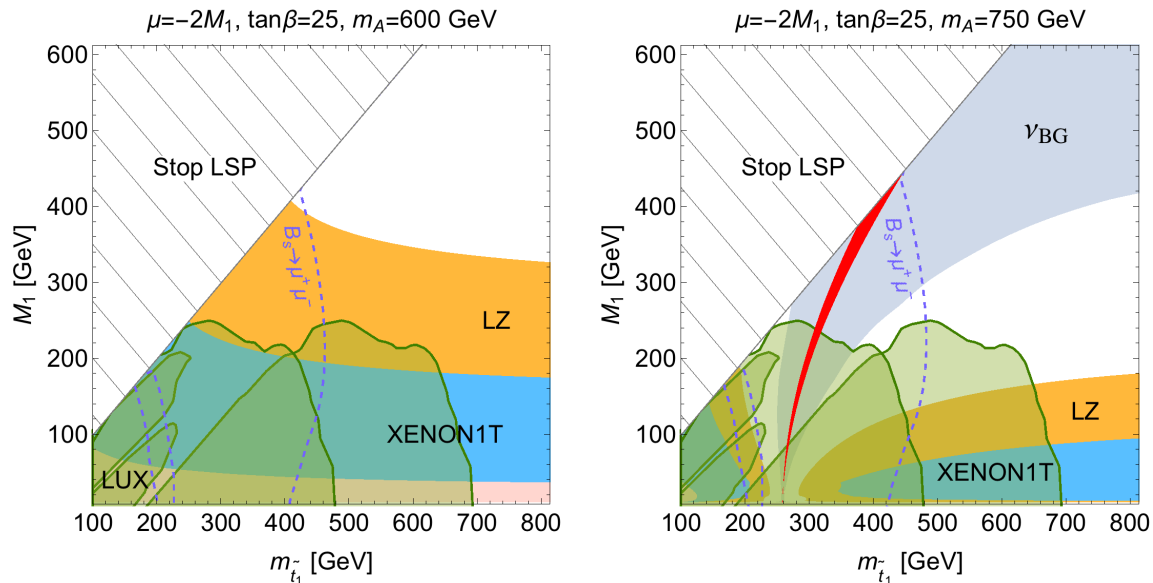 μ=−2M₁, tanβ=25, m_A=600 GeV
600
500
400
300
200
100
M₁ [GeV]
Stop LSP
B_s→μ⁺μ⁻
LZ
XENON1T
LUX
100 200 300 400 500 600 700 800
m_t̃₁ [GeV]
μ=−2M₁, tanβ=25, m_A=750 GeV
600
500
400
300
200
100
M₁ [GeV]
Stop LSP
ν_BG
B_s→μ⁺μ⁻
LZ
XENON1T
100 200 300 400 500 600 700 800
m_t̃₁ [GeV]